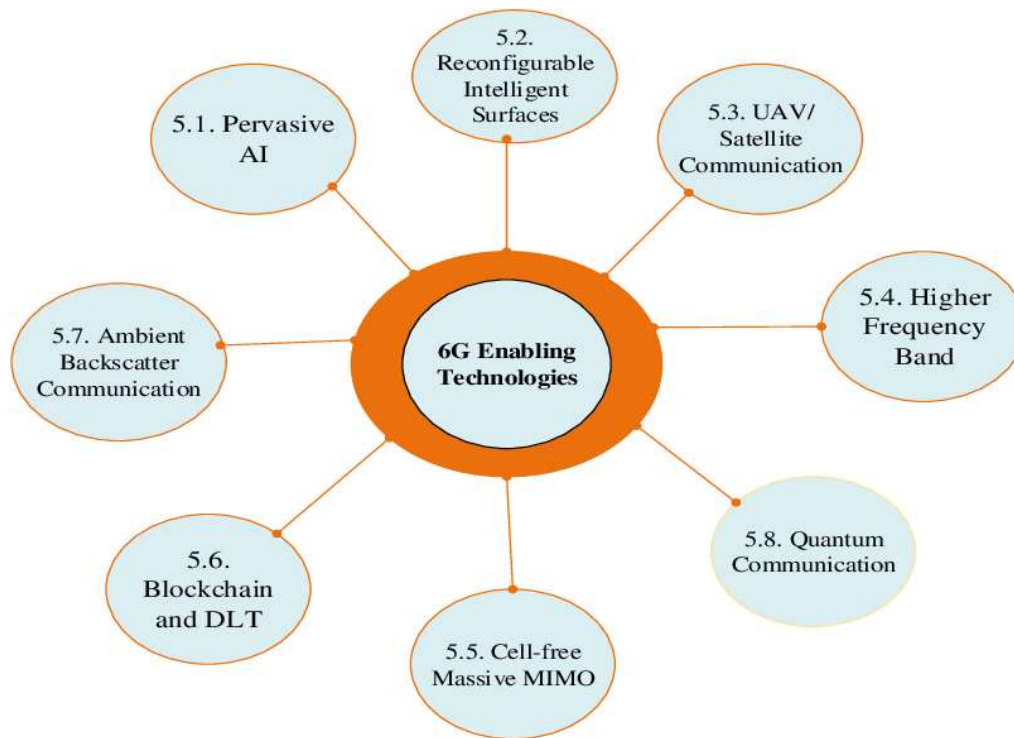 5.1. Pervasive
AI
5.2.
Reconfigurable
Intelligent
Surfaces
5.3. UAV/
Satellite
Communication
5.4. Higher
Frequency
Band
5.7. Ambient
Backscatter
Communication
6G Enabling
Technologies
5.8. Quantum
Communication
5.6.
Blockchain
and DLT
5.5. Cell-free
Massive MIMO